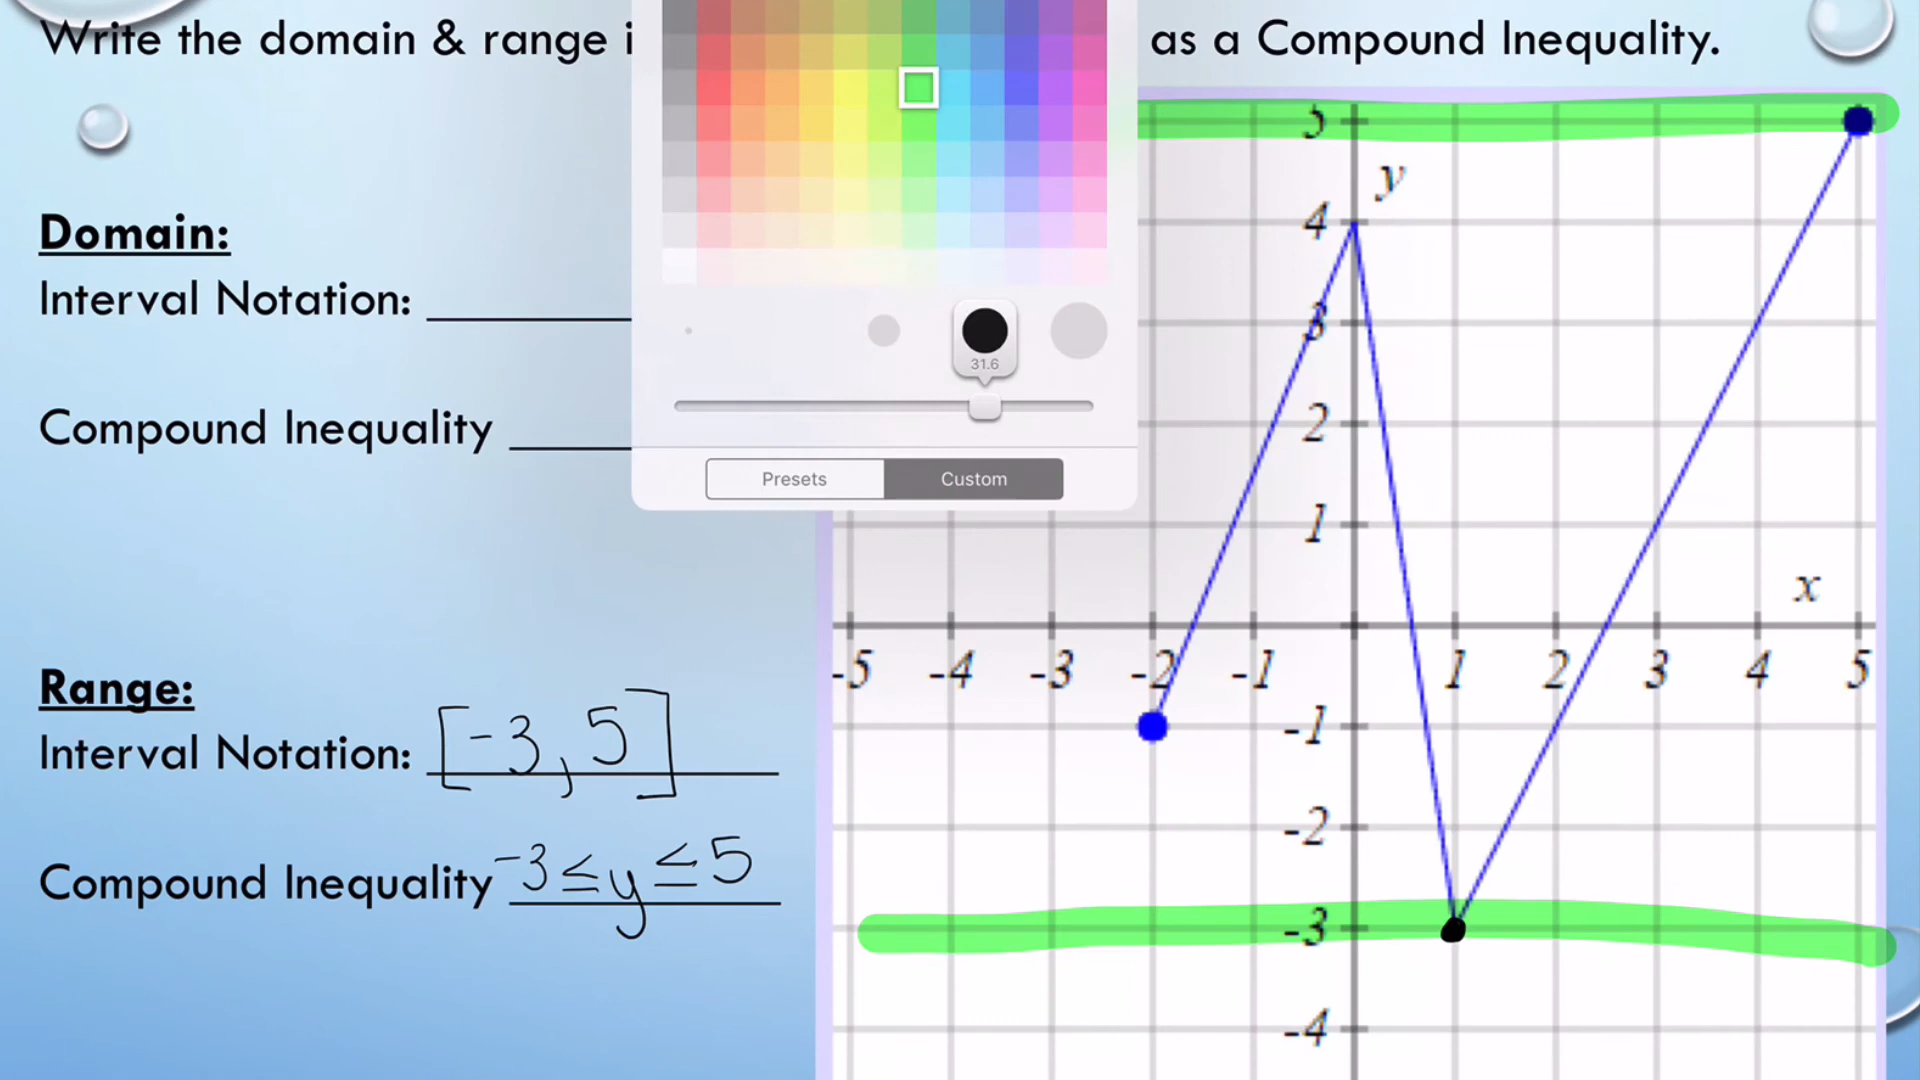 Write the domain & range i
as a Compound Inequality.
Domain:
Interval Notation: ____________
Compound Inequality _______
31.6
Presets
Custom
Range:
Interval Notation: [-3, 5]
Compound Inequality -3 ≤ y ≤ 5
5
y
4
3
2
1
x
-5 -4 -3 -2 -1 1 2 3 4 5
-1
-2
-3
-4